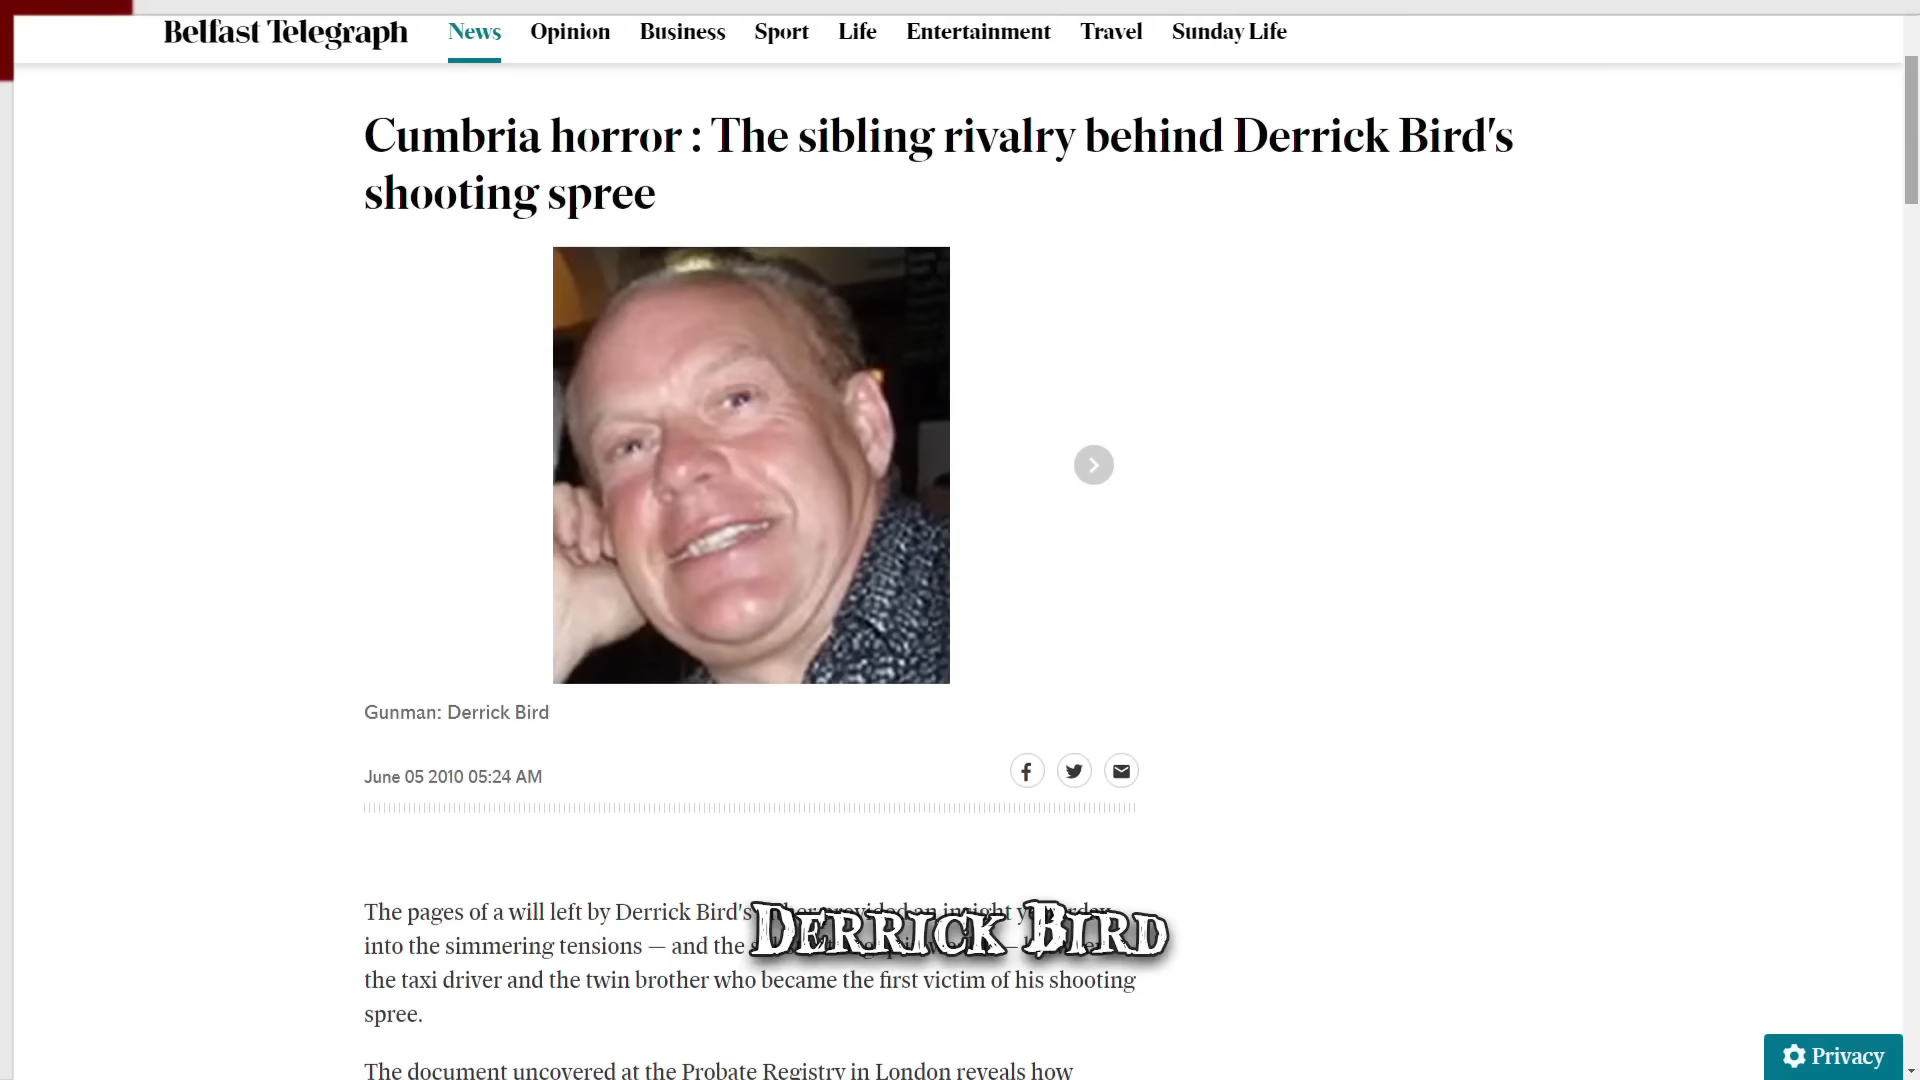 Belfast Telegraph News Opinion Business Sport Life Entertainment Travel Sunday Life
Cumbria horror : The sibling rivalry behind Derrick Bird's
shooting spree
Gunman: Derrick Bird
June 05 2010 05:24 AM
The pages of a will left by Derrick Bird's provided an insight
into the simmering tensions — and the
DERRICK BIRD
the taxi driver and the twin brother who became the first victim of his shooting
spree.
Privacy
The document uncovered at the Probate Registry in London reveals how